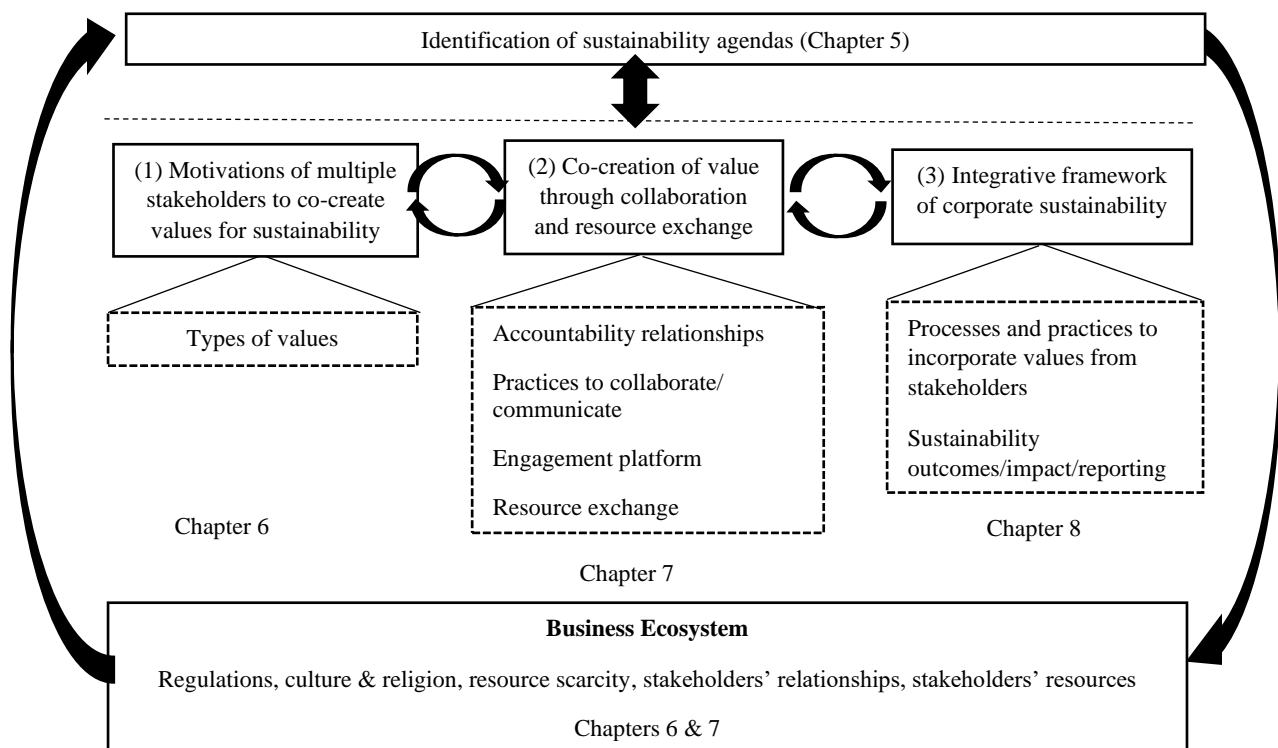 Identification of sustainability agendas (Chapter 5)
(1) Motivations of multiple
stakeholders to co-create
values for sustainability
(2) Co-creation of value
through collaboration
and resource exchange
(3) Integrative framework
of corporate sustainability
Types of values
Accountability relationships
Practices to collaborate/
communicate
Engagement platform
Resource exchange
Processes and practices to
incorporate values from
stakeholders
Sustainability
outcomes/impact/reporting
Chapter 6
Chapter 7
Chapter 8
Business Ecosystem
Regulations, culture & religion, resource scarcity, stakeholders’ relationships, stakeholders’ resources
Chapters 6 & 7